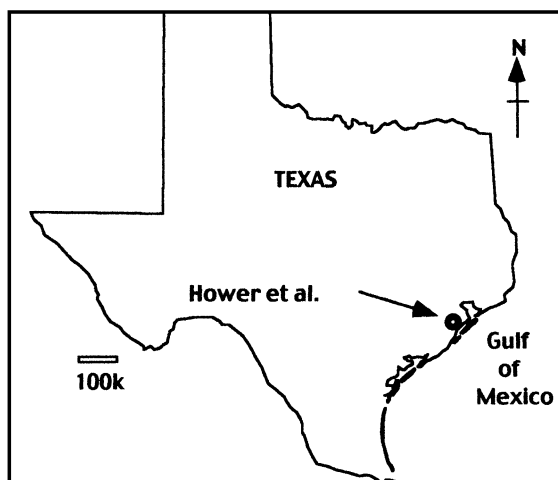 N
TEXAS
Hower et al.
Gulf
of
Mexico
100k